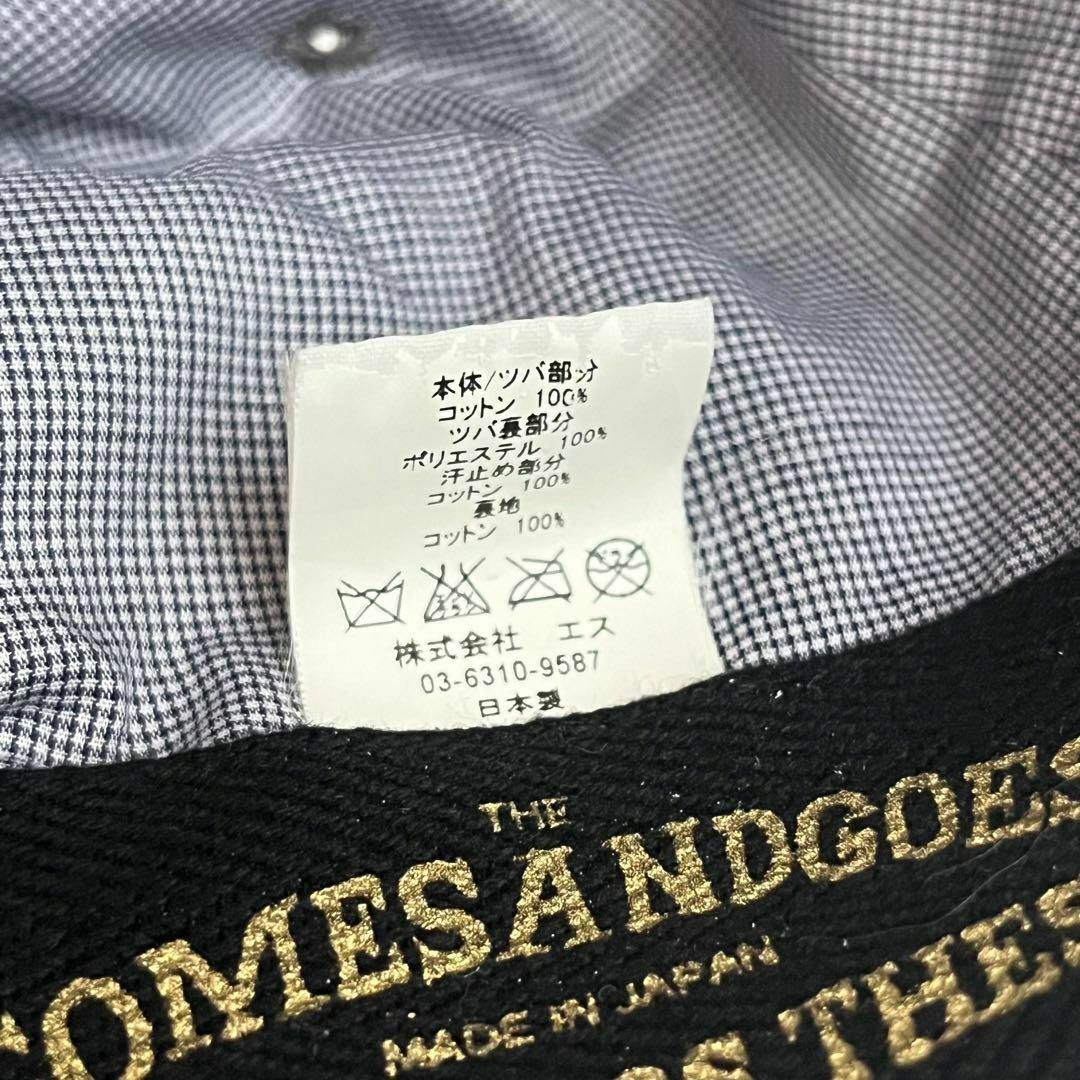 本体/ツバ部分
コットン 100%
ツバ裏部分
ポリエステル 100%
汗止め部分
コットン 100%
裏地
コットン 100%
株式会社 エス
03-6310-9587
日本製
THE
COMESANDGOES
MADE IN JAPAN